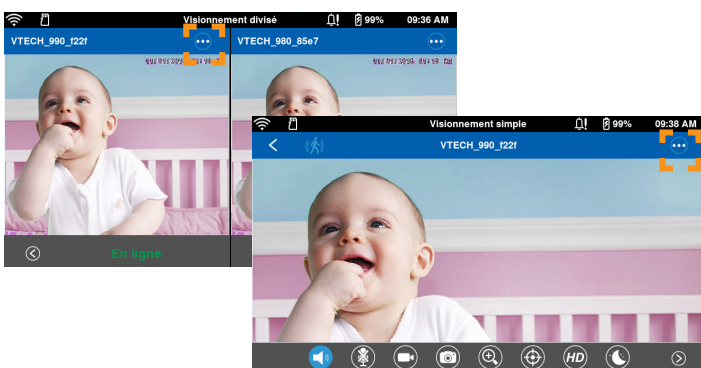 Visionnement divisé 99% 09:36 AM
VTECH_990_f22f
VTECH_980_85e7
En ligne
Visionnement simple 99% 09:38 AM
VTECH_990_f22f
HD